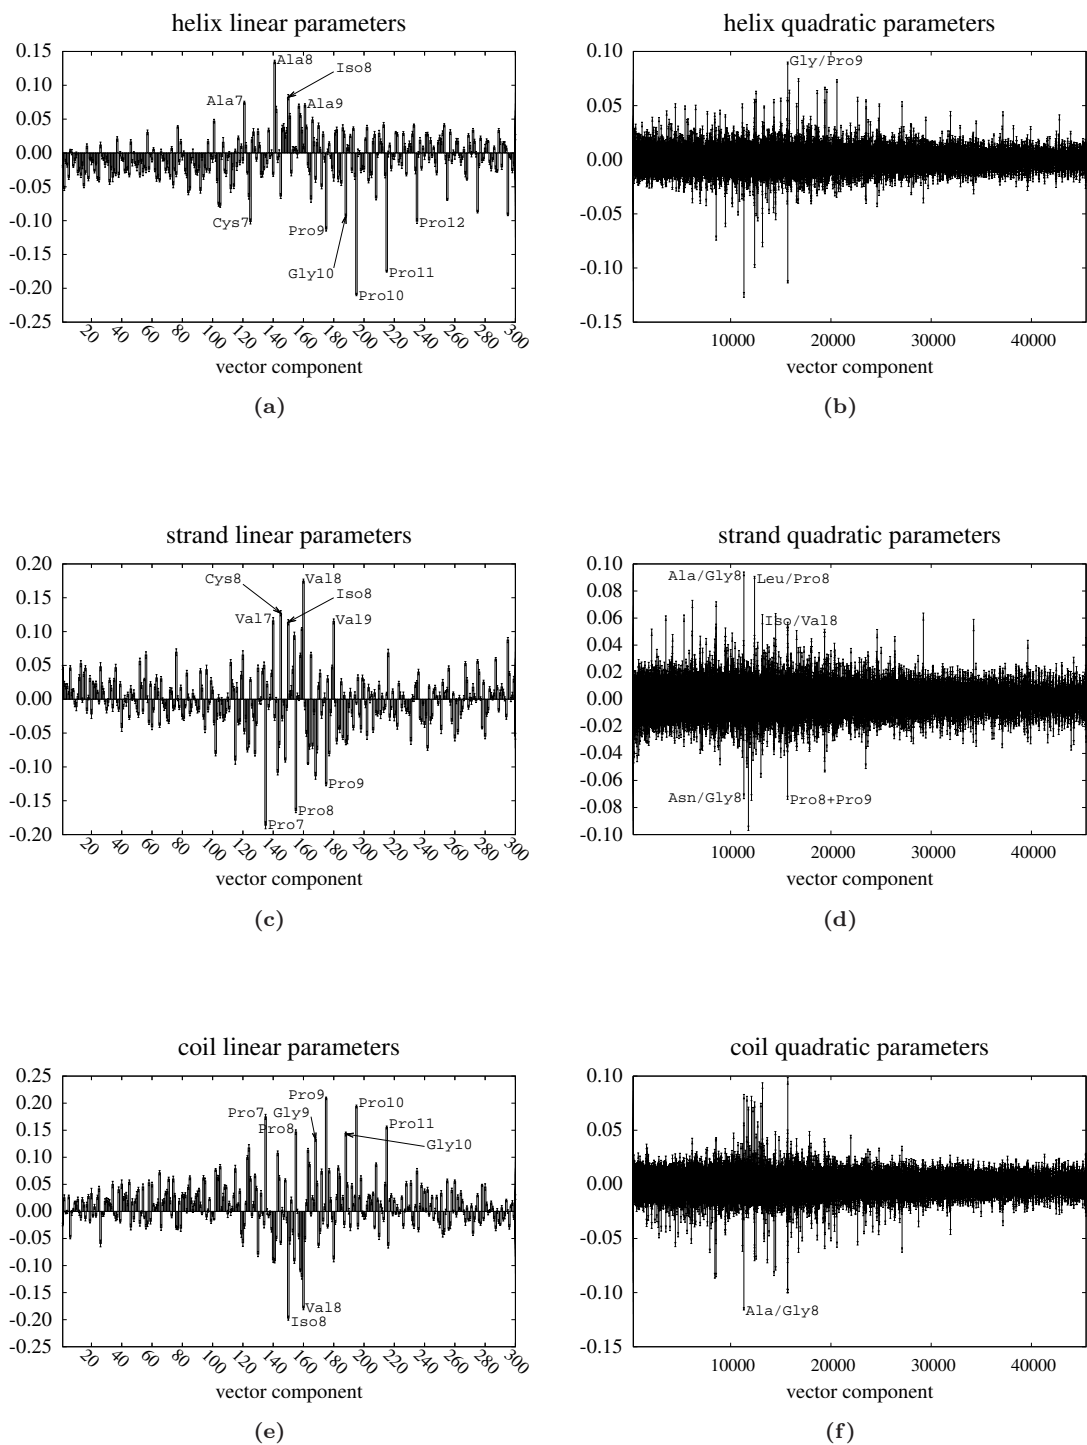 helix linear parameters
0.15
0.10
0.05
0.00
-0.05
-0.10
-0.15
-0.20
-0.25
Ala8
Iso8
Ala7
Ala9
Cys7
Pro9
Pro12
Gly10
Pro11
Pro10
20 40 60 80 100 120 140 160 180 200 220 240 260 280 300
vector component
(a)
helix quadratic parameters
0.10
0.05
0.00
-0.05
-0.10
-0.15
Gly/Pro9
10000 20000 30000 40000
vector component
(b)
strand linear parameters
0.20
0.15
0.10
0.05
0.00
-0.05
-0.10
-0.15
-0.20
Cys8
Val8
Iso8
Val7
Val9
Pro9
Pro8
Pro7
20 40 60 80 100 120 140 160 180 200 220 240 260 280 300
vector component
(c)
strand quadratic parameters
0.10
0.08
0.06
0.04
0.02
0.00
-0.02
-0.04
-0.06
-0.08
-0.10
Ala/Gly8
Leu/Pro8
Iso/Val8
Asn/Gly8
Pro8+Pro9
10000 20000 30000 40000
vector component
(d)
coil linear parameters
0.25
0.20
0.15
0.10
0.05
0.00
-0.05
-0.10
-0.15
-0.20
-0.25
Pro9
Pro10
Pro7 Gly9
Pro8
Pro11
Gly10
Val8
Iso8
20 40 60 80 100 120 140 160 180 200 220 240 260 280 300
vector component
(e)
coil quadratic parameters
0.10
0.05
0.00
-0.05
-0.10
-0.15
Ala/Gly8
10000 20000 30000 40000
vector component
(f)